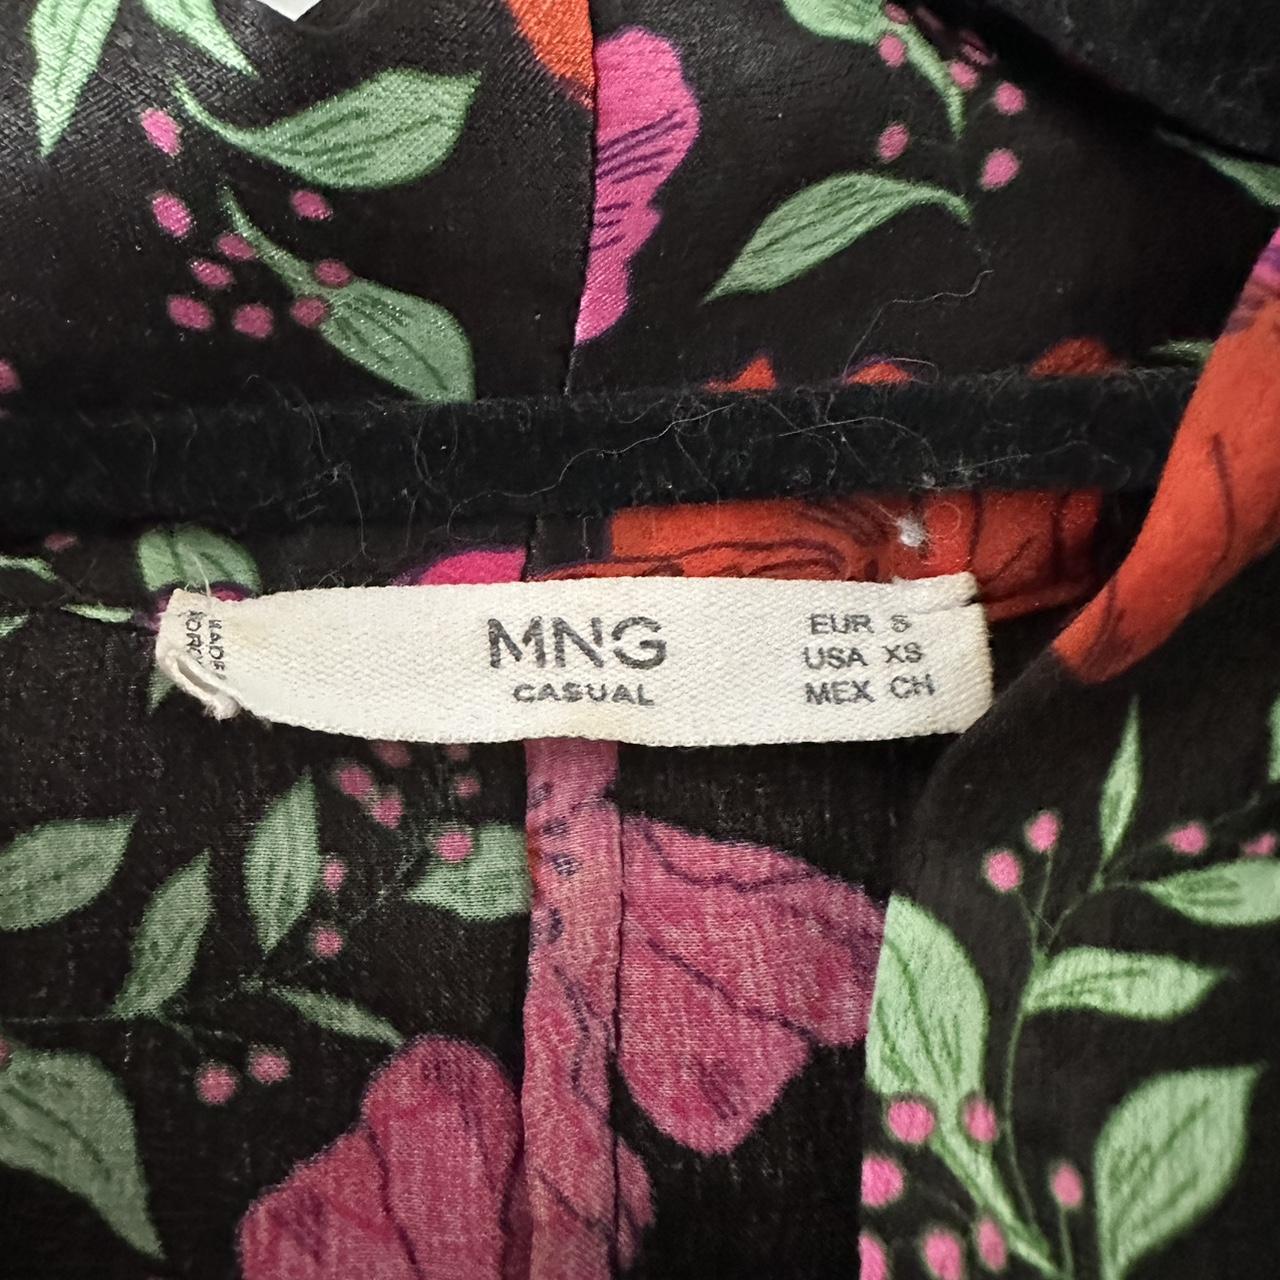 MNG
CASUAL
EUR S
USA XS
MEX CH